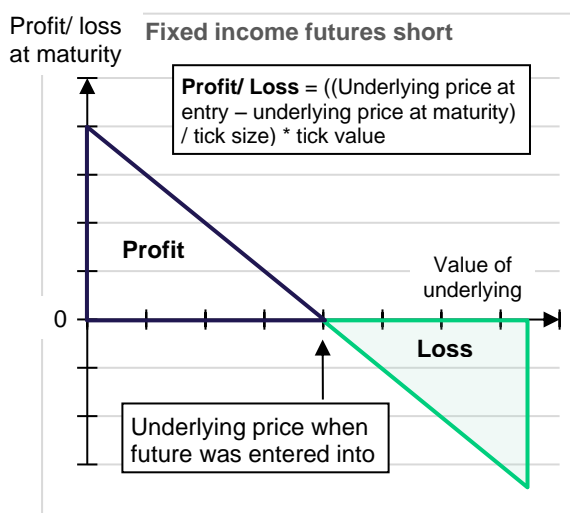 Profit/ loss
at maturity
Fixed income futures short
Profit/ Loss = ((Underlying price at
entry – underlying price at maturity)
/ tick size) * tick value
Profit
Value of
underlying
0
Loss
Underlying price when
future was entered into